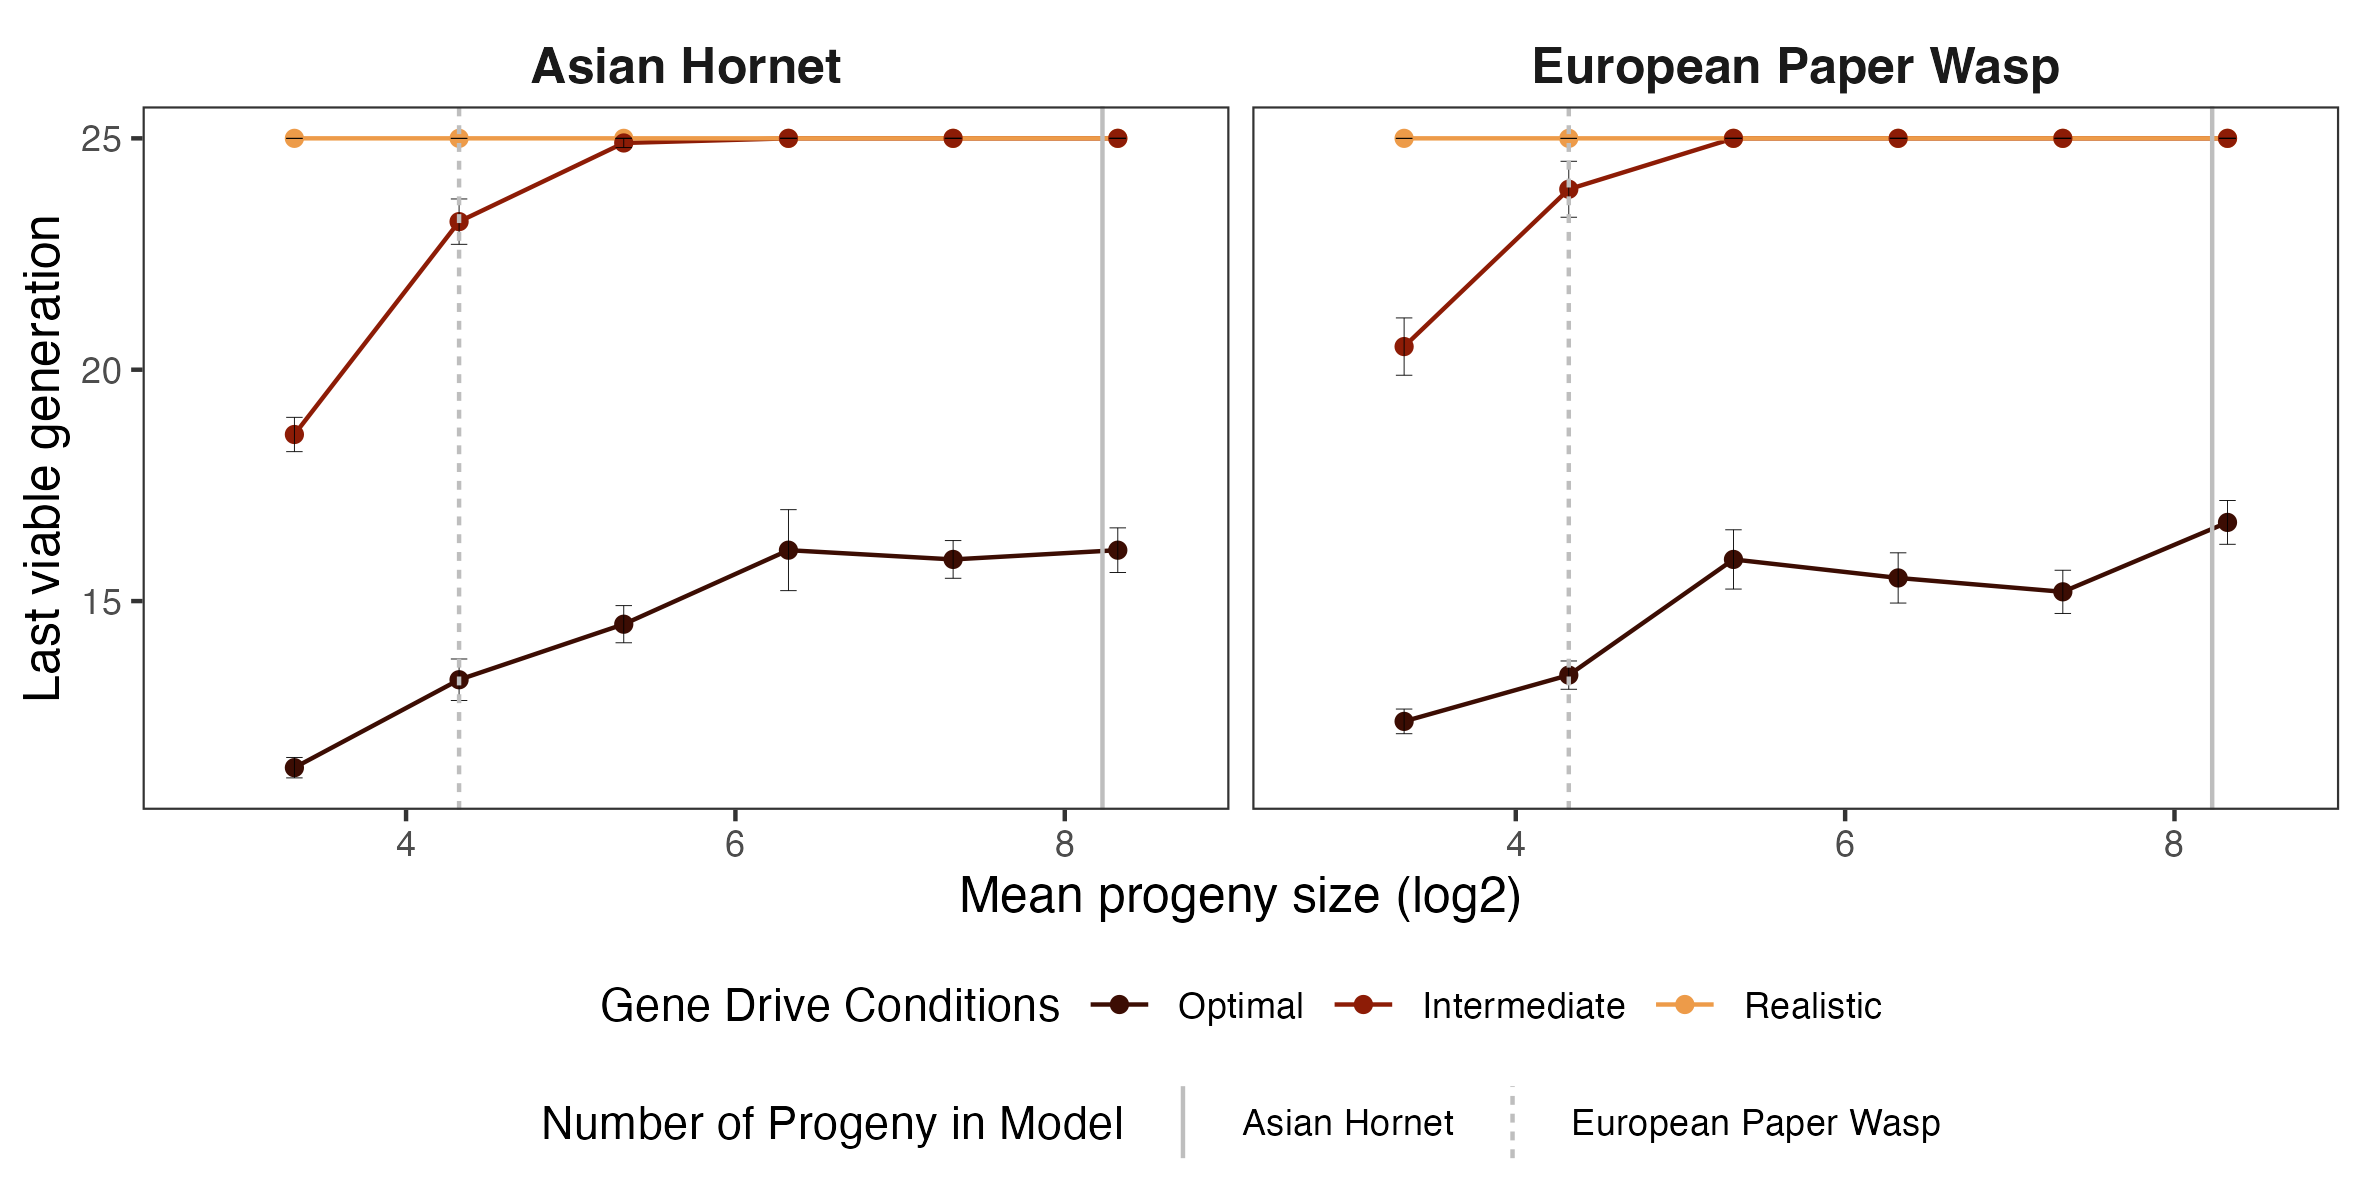 Asian Hornet
European Paper Wasp
Last viable generation
25
20
15
4
6
8
4
6
8
Mean progeny size (log2)
Gene Drive Conditions Optimal Intermediate Realistic
Number of Progeny in Model Asian Hornet European Paper Wasp